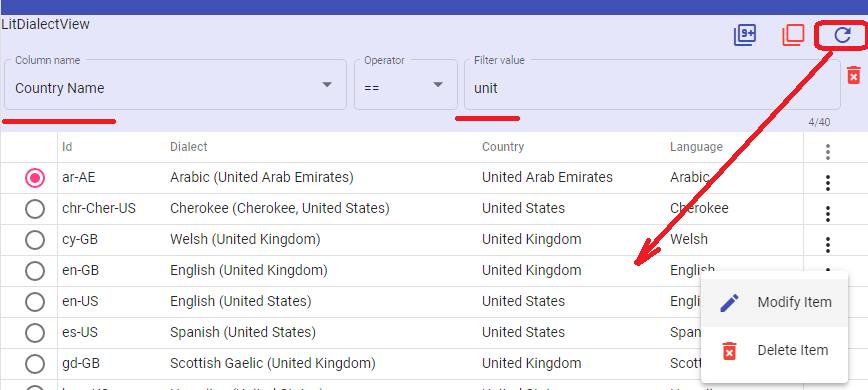 LitDialectView
9+
Column name Operator Filter value
Country Name == unit
4/40
Id Dialect Country Language
ar-AE Arabic (United Arab Emirates) United Arab Emirates Arabic
chr-Cher-US Cherokee (Cherokee, United States) United States Cherokee
cy-GB Welsh (United Kingdom) United Kingdom Welsh
en-GB English (United Kingdom) United Kingdom English
en-US English (United States) United States Engli
es-US Spanish (United States) United States Span
gd-GB Scottish Gaelic (United Kingdom) United Kingdom Scott
Modify Item
Delete Item